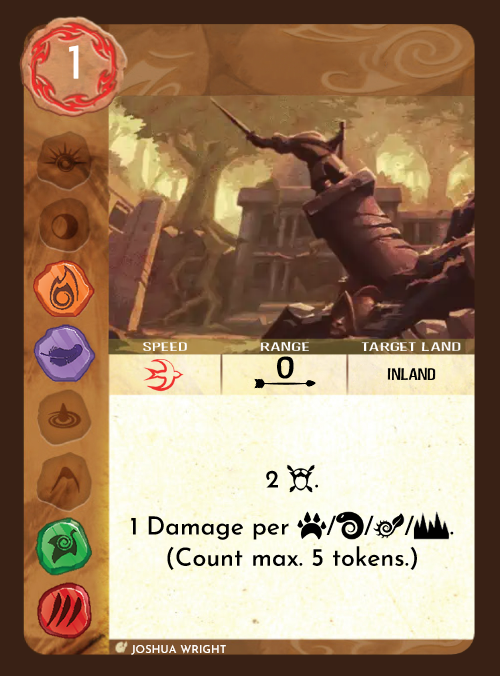 1
SPEED RANGE TARGET LAND
0 INLAND
2 .
1 Damage per / / / .
(Count max. 5 tokens.)
JOSHUA WRIGHT